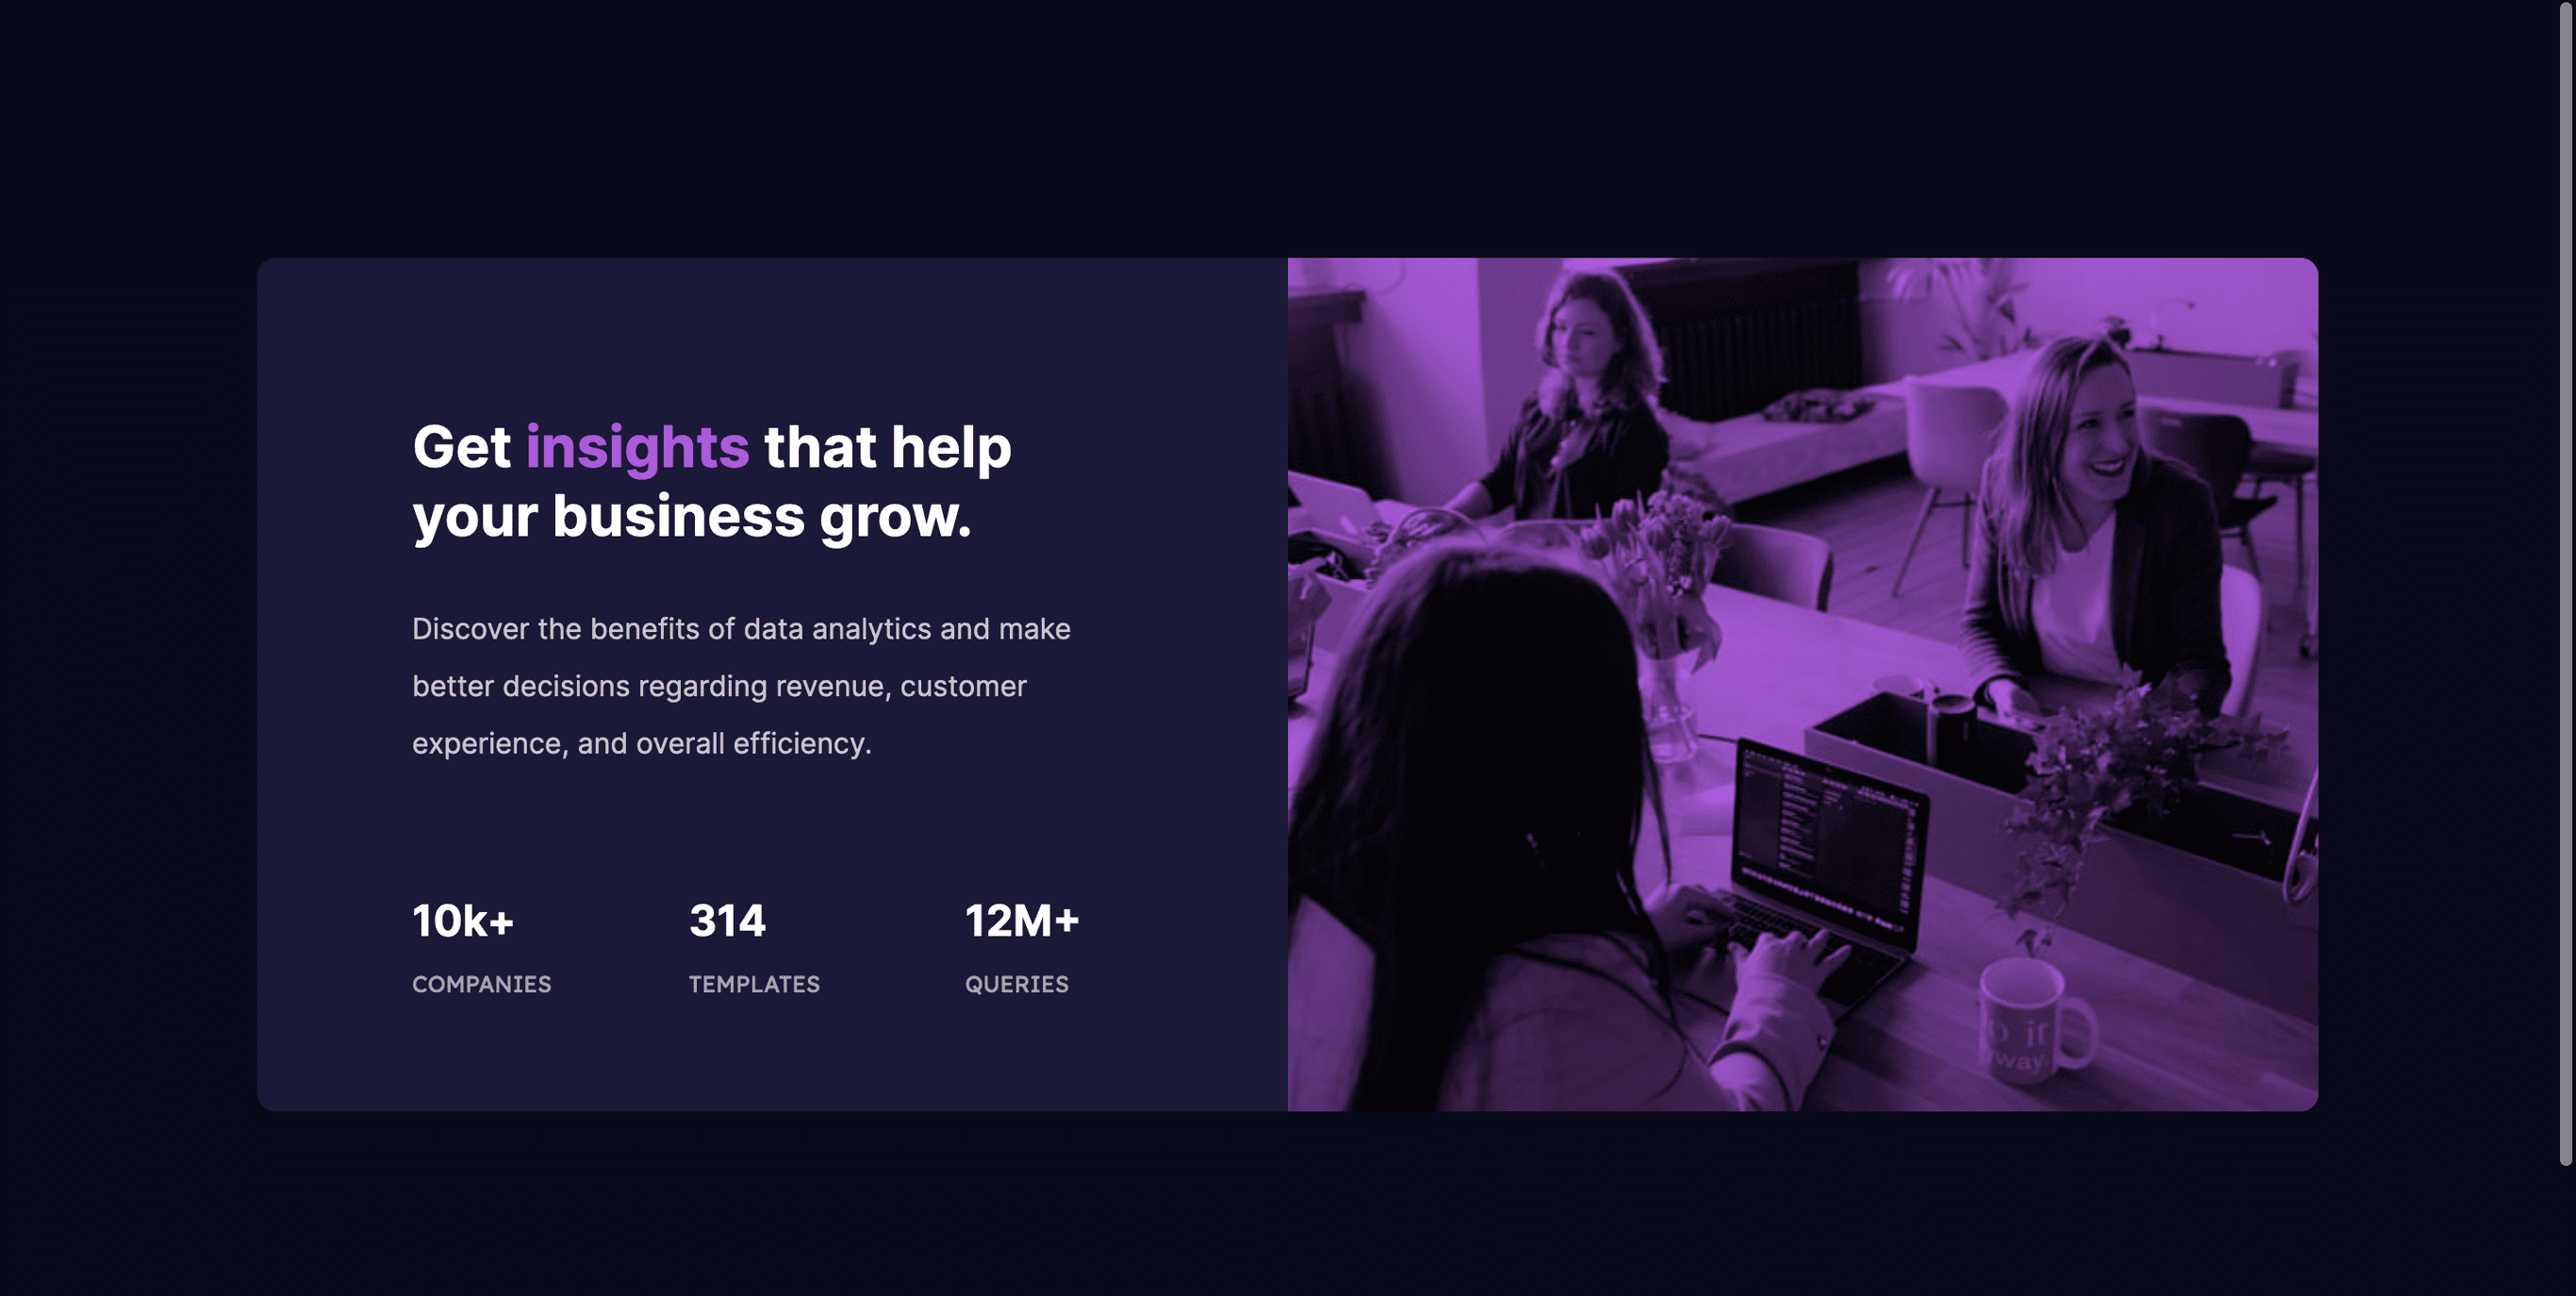 Get insights that help
your business grow.
Discover the benefits of data analytics and make
better decisions regarding revenue, customer
experience, and overall efficiency.
10k+
314
12M+
COMPANIES
TEMPLATES
QUERIES
it